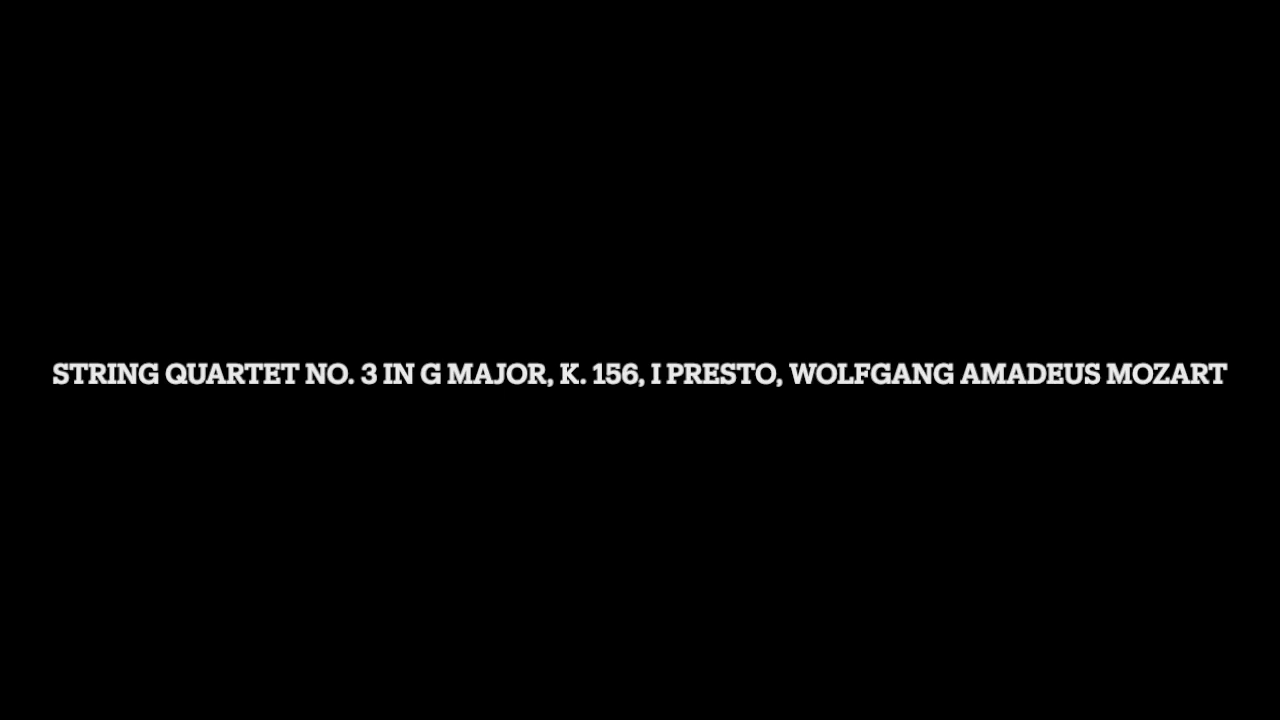 STRING QUARTET NO. 3 IN G MAJOR, K. 156, I PRESTO, WOLFGANG AMADEUS MOZART